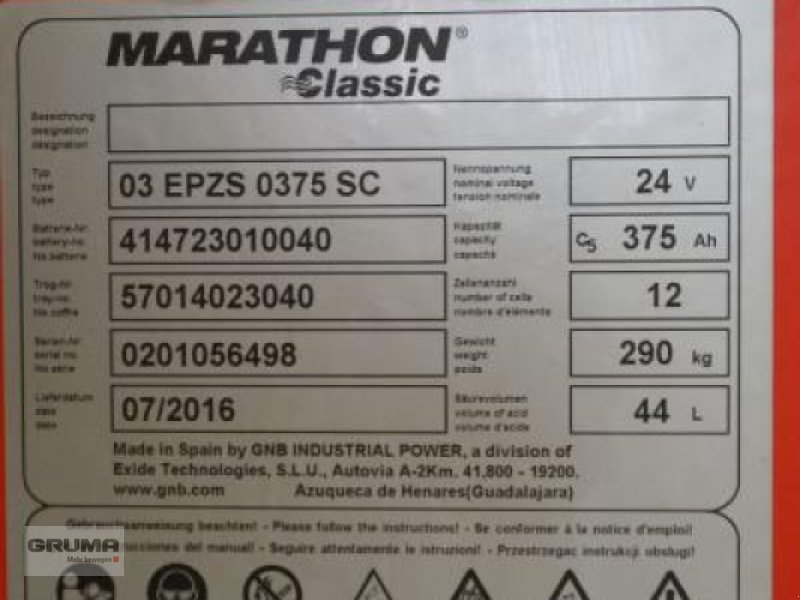 MARATHON®
Classic
Bezeichnung
designation
désignation
Typ
type
type
03 EPZS 0375 SC
Nennspannung
nominal voltage
tension nominale
24 V
Batterie-Nr.
battery-no.
No batterie
414723010040
Kapazität
capacity
capacité
C5 375 Ah
Trog-Nr.
tray-no.
No coffre
57014023040
Zellenanzahl
number of cells
nombre d'éléments
12
Serien-Nr.
serial no.
No serie
0201056498
Gewicht
weight
poids
290 kg
Lieferdatum
date
date
07/2016
Säurevolumen
volume of acid
volume d'acide
44 L
Made in Spain by GNB INDUSTRIAL POWER, a division of
Exide Technologies, S.L.U., Autovia A-2Km. 41,800 - 19200.
www.gnb.com Azuqueca de Henares(Guadalajara)
Gebrauchsanweisung beachten! - Please follow the instructions! - Se conformer à la notice d'emploi!
del manual! - Seguire attentamente le istruzioni! - Przestrzegac instrukcji obslugi!
GRUMA
Mehr bewegen